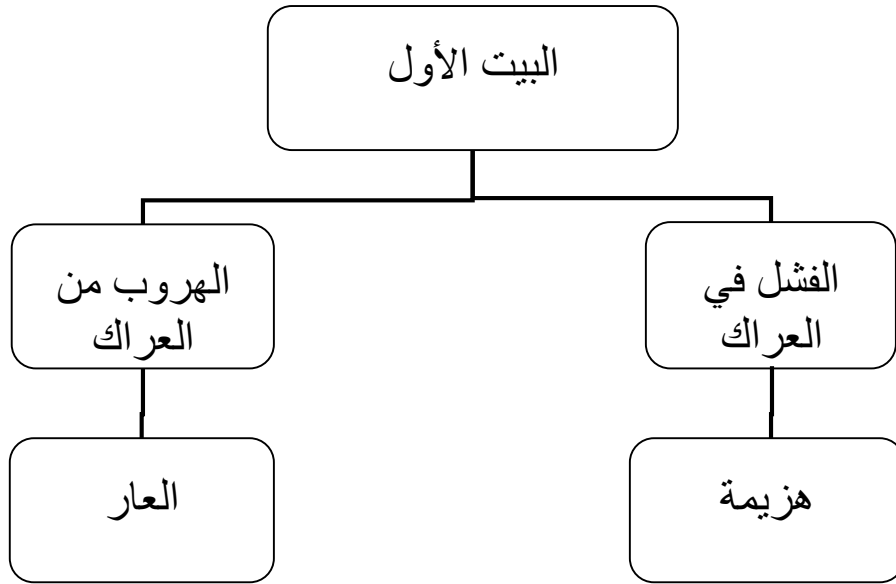 البيت الأول
الفشل في
العراك
الهروب من
العراك
هزيمة
العار